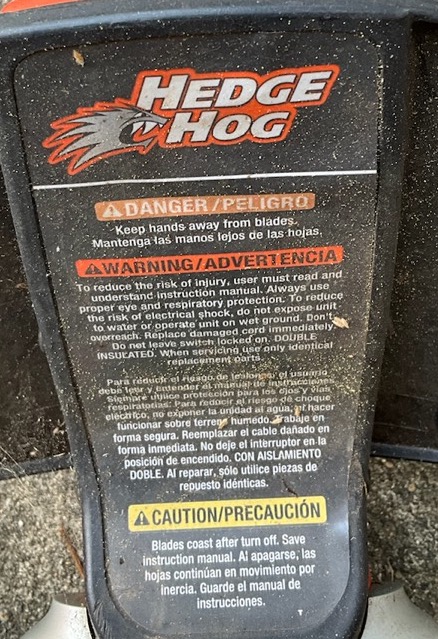 HEDGE
HOG
DANGER/PELIGRO
Keep hands away from blades.
Mantenga las manos lejos de las hojas.
WARNING/ADVERTENCIA
To reduce the risk of injury, user must read and
understand instruction manual. Always use
proper eye and respiratory protection. To reduce
the risk of electrical shock, do not expose unit
to water or operate unit on wet ground. Don't
overreach. Replace damaged cord immediately.
Do not leave switch locked on. DOUBLE
INSULATED. When servicing use only identical
replacement parts.
Para reducir el riesgo de lesiones, el usuario
debe leer y entender el manual de instrucciones.
Siempre utilice protección para los ojos y vías
respiratorias. Para reducir el riesgo de choque
eléctrico, no exponer la unidad al agua, ni hacer
funcionar sobre terreno humedo. Trabaje en
forma segura. Reemplazar el cable dañado en
forma inmediata. No deje el interruptor en la
posición de encendido. CON AISLAMIENTO
DOBLE. Al reparar, sólo utilice piezas de
repuesto idénticas.
CAUTION/PRECAUCIÓN
Blades coast after turn off. Save
instruction manual. Al apagarse, las
hojas continúan en movimiento por
inercia. Guarde el manual de
instrucciones.